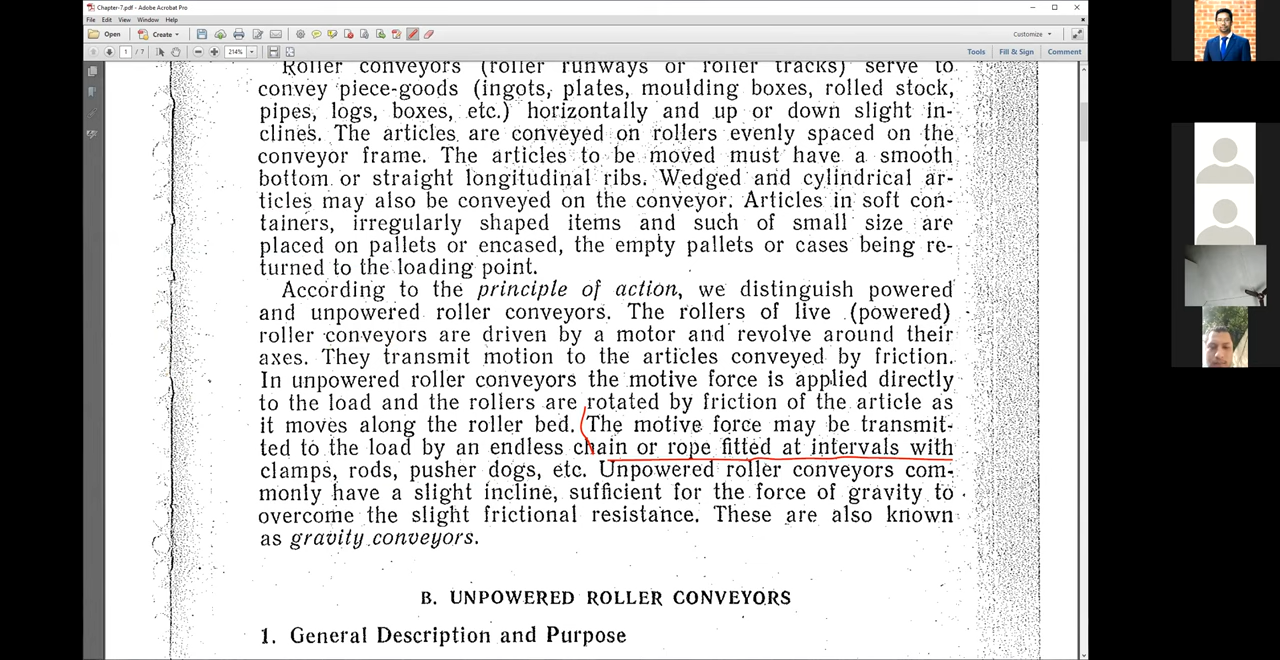 Chapter-7.pdf - Adobe Acrobat Pro
File Edit View Window Help
Open Create Customize
1 / 7 214% Tools Fill & Sign Comment
Roller conveyors (roller runways or roller tracks) serve to
convey piece-goods (ingots, plates, moulding boxes, rolled stock,
pipes, logs, boxes, etc.) horizontally and up or down slight in-
clines. The articles are conveyed on rollers evenly spaced on the
conveyor frame. The articles to be moved must have a smooth
bottom or straight longitudinal ribs. Wedged and cylindrical ar-
ticles may also be conveyed on the conveyor. Articles in soft con-
tainers, irregularly shaped items and such of small size are
placed on pallets or encased, the empty pallets or cases being re-
turned to the loading point.
According to the principle of action, we distinguish powered
and unpowered roller conveyors. The rollers of live (powered)
roller conveyors are driven by a motor and revolve around their
axes. They transmit motion to the articles conveyed by friction.
In unpowered roller conveyors the motive force is applied directly
to the load and the rollers are rotated by friction of the article as
it moves along the roller bed. The motive force may be transmit-
ted to the load by an endless chain or rope fitted at intervals with
clamps, rods, pusher dogs, etc. Unpowered roller conveyors com-
monly have a slight incline, sufficient for the force of gravity to
overcome the slight frictional resistance. These are also known
as gravity conveyors.
B. UNPOWERED ROLLER CONVEYORS
1. General Description and Purpose